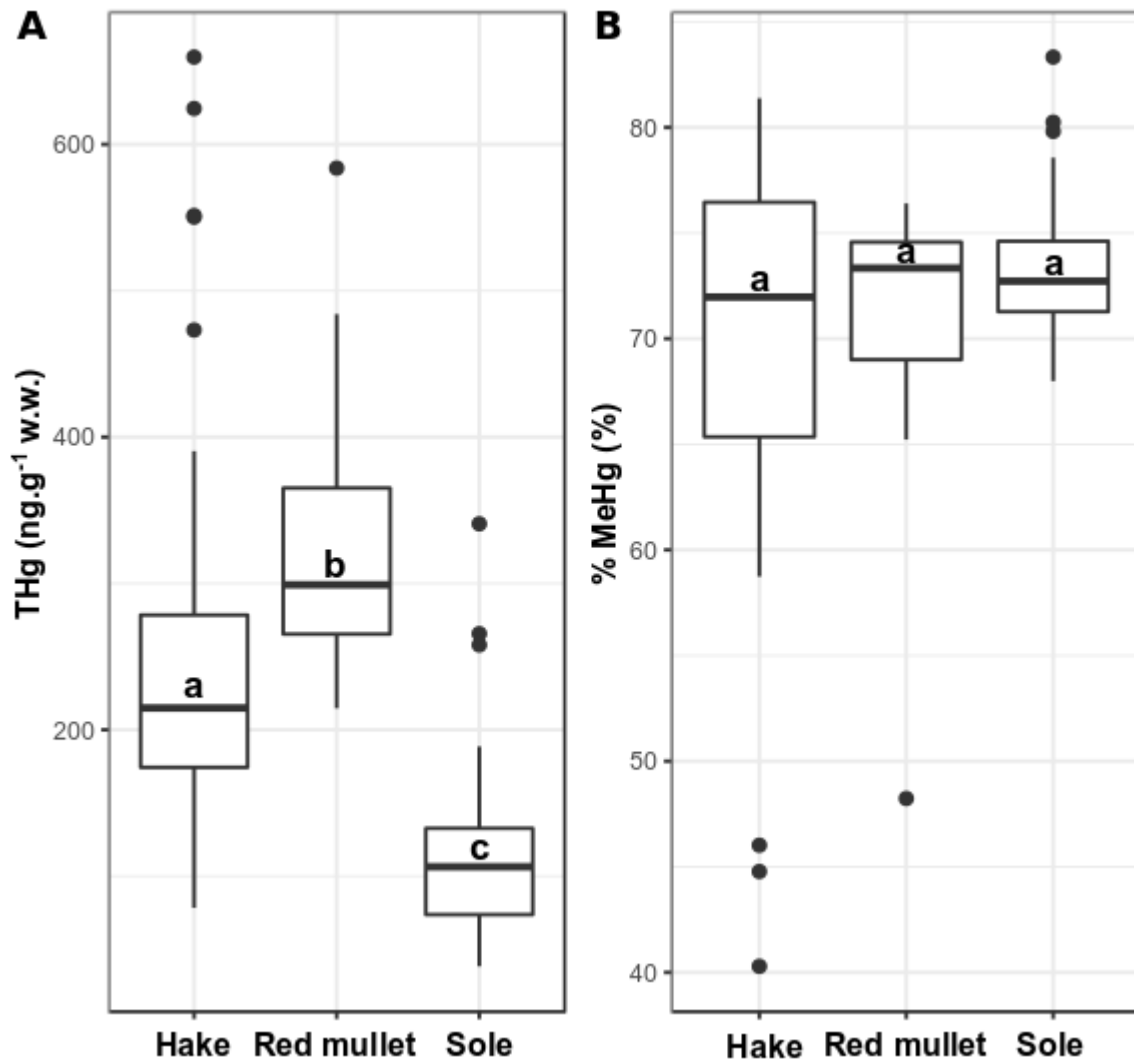 A
THg (ng.g⁻¹ w.w.)
600
400
200
a
b
c
Hake Red mullet Sole
B
% MeHg (%)
80
70
60
50
40
a
a
a
Hake Red mullet Sole